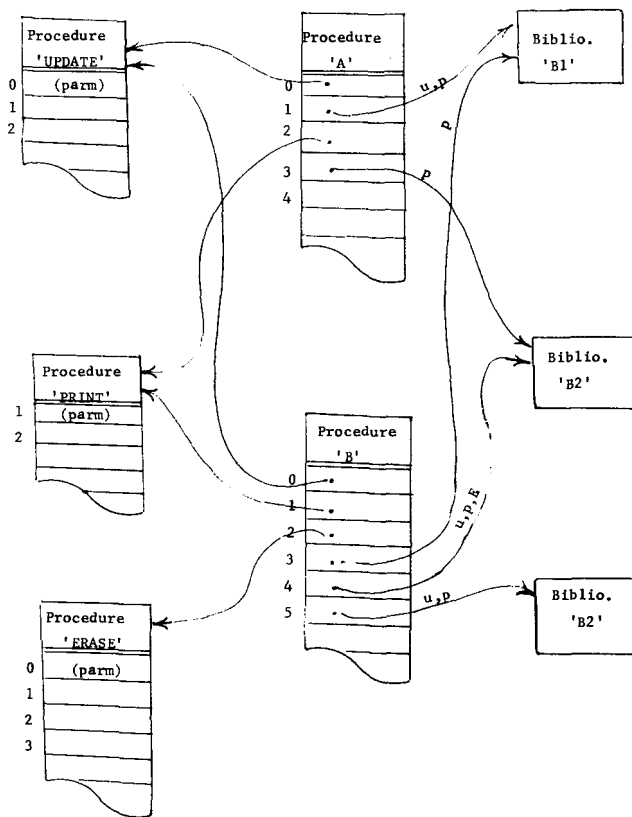 Procedure
'UPDATE'
0 (parm)
1
2
Procedure
'A'
0
1
2
3
4
u,p
p
p
Biblio.
'B1'
Procedure
'PRINT'
1 (parm)
2
Biblio.
'B2'
Procedure
'B'
0
1
2
3
4
5
u,p,E
u,p
Biblio.
'B2'
Procedure
'ERASE'
0 (parm)
1
2
3